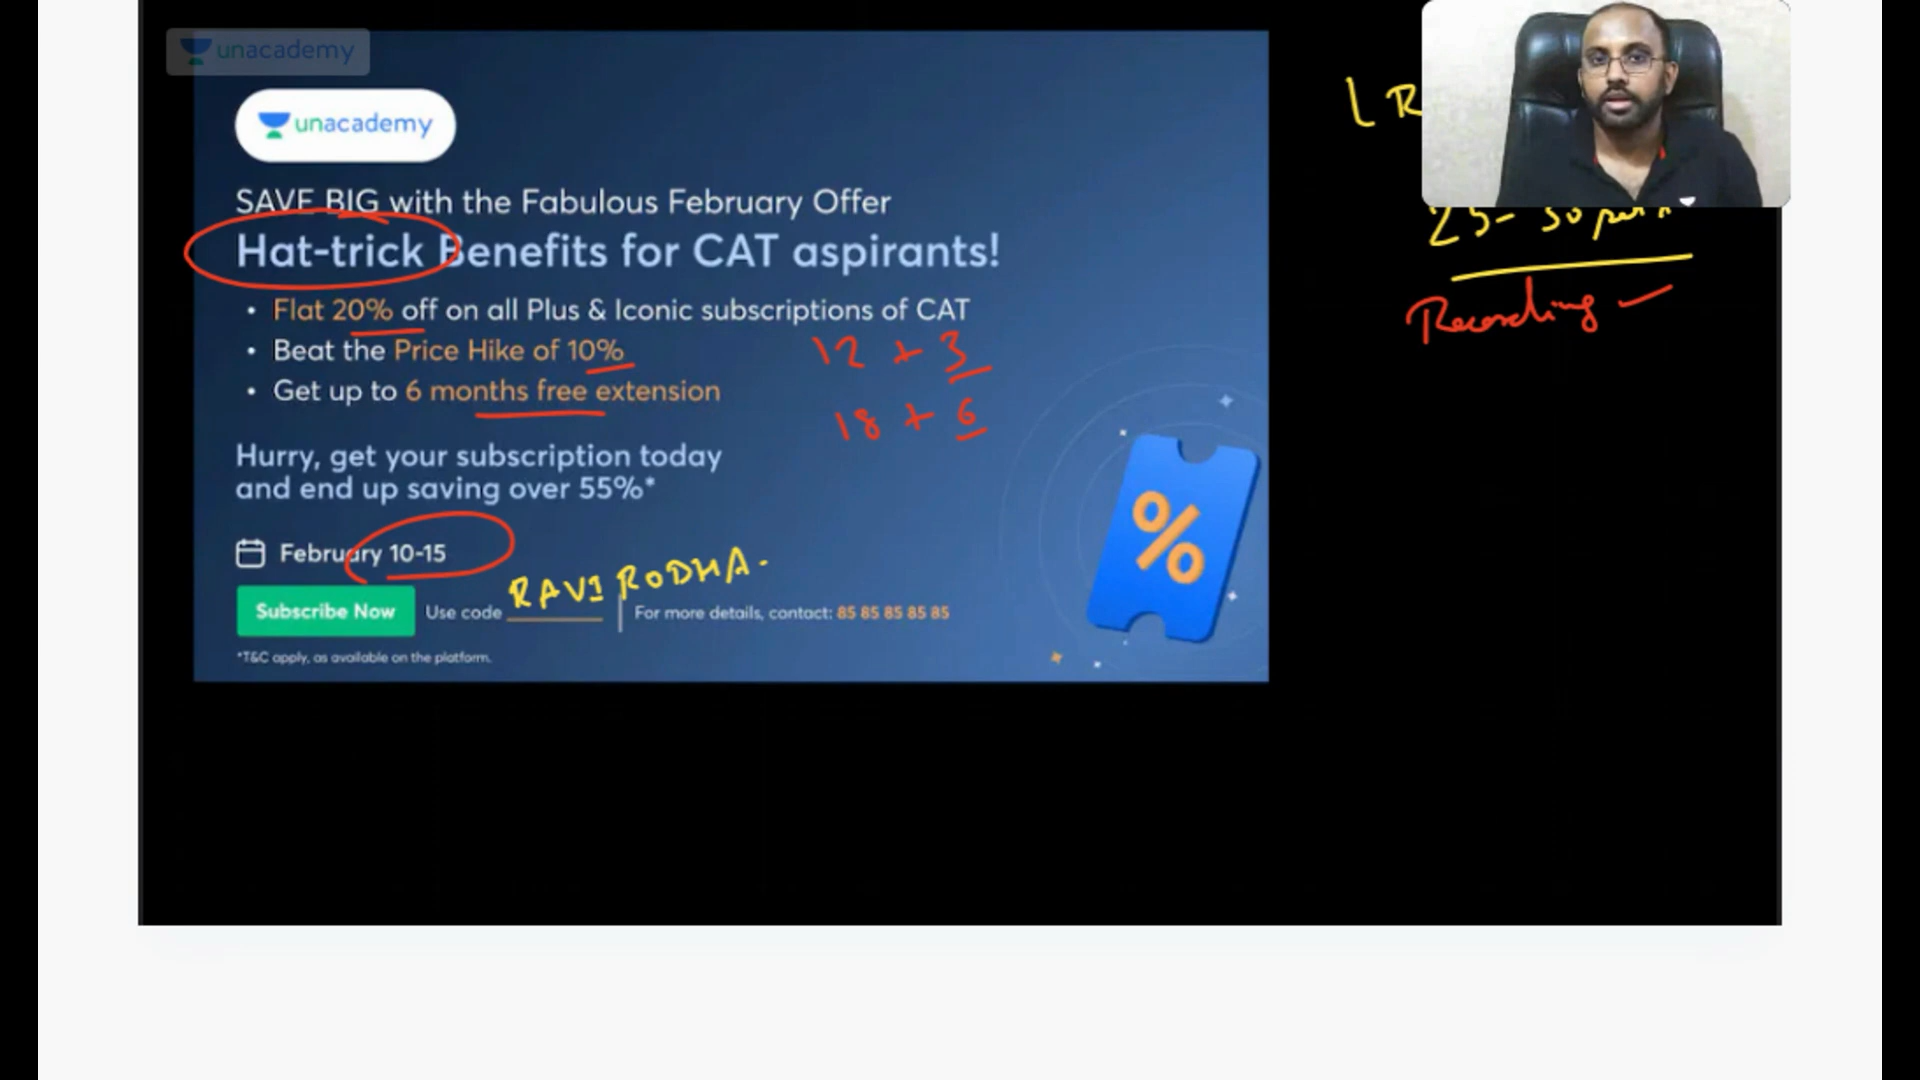 unacademy
unacademy
SAVE BIG with the Fabulous February Offer
Hat-trick Benefits for CAT aspirants!
• Flat 20% off on all Plus & Iconic subscriptions of CAT
• Beat the Price Hike of 10%
12 + 3
• Get up to 6 months free extension
18 + 6
Hurry, get your subscription today
and end up saving over 55%*
February 10-15
Subscribe Now Use code RAVIRODHA. For more details, contact: 85 85 85 85 85
*T&C apply, as available on the platform.
1 R
Recording